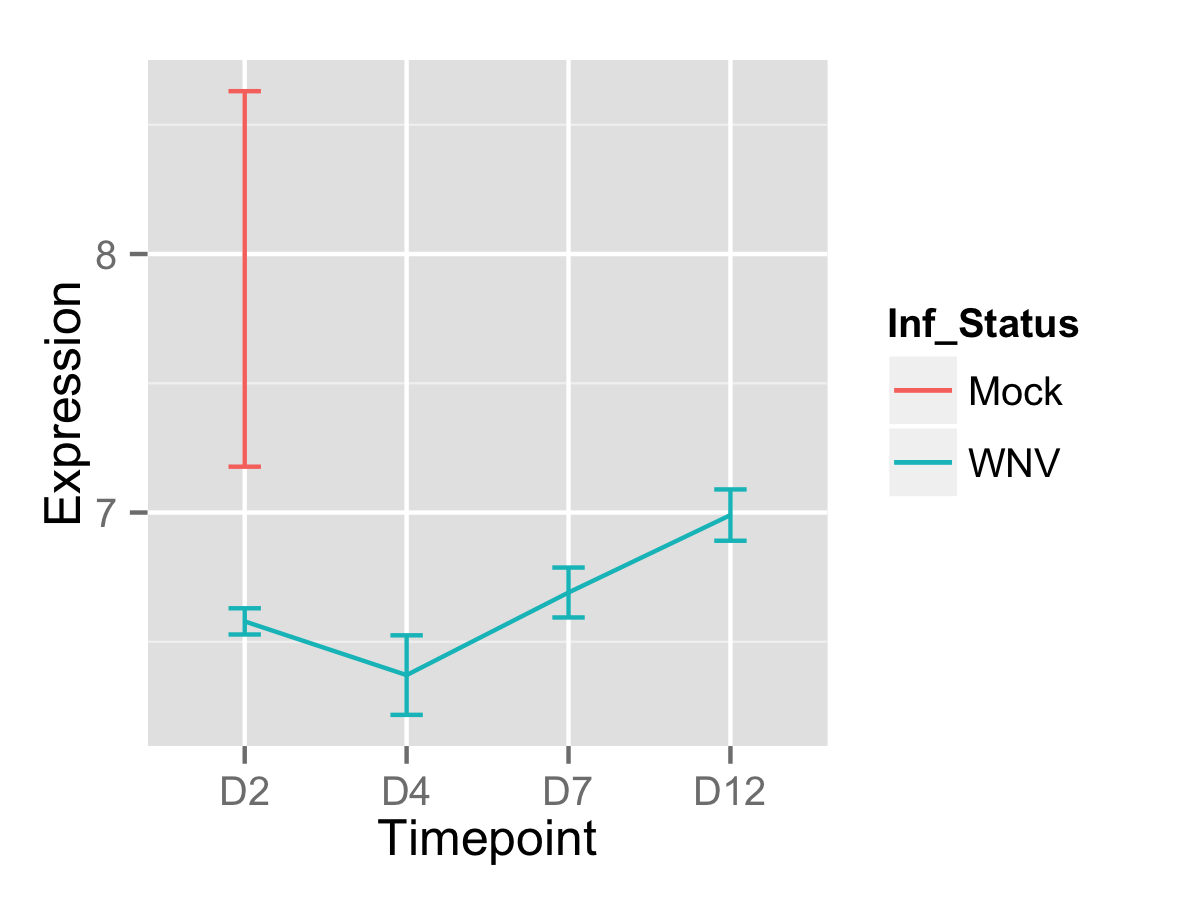 Expression
8
7
D2 D4 D7 D12
Timepoint
Inf_Status
Mock
WNV